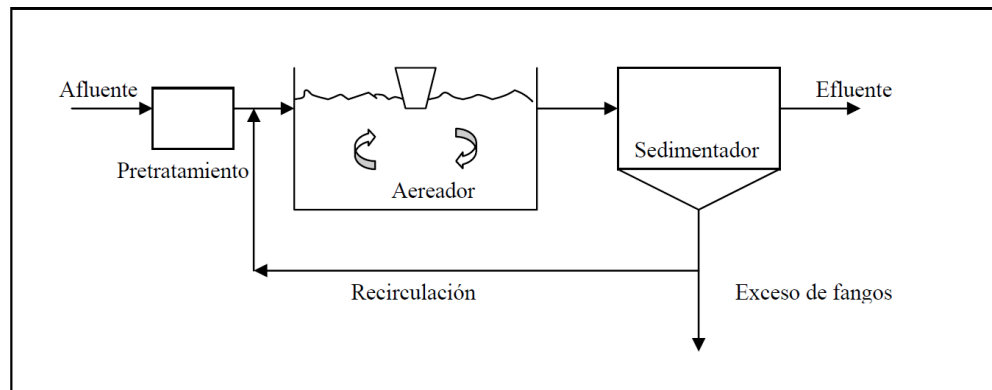 Afluente
Efluente
Sedimentador
Pretratamiento
Aereador
Recirculación
Exceso de fangos